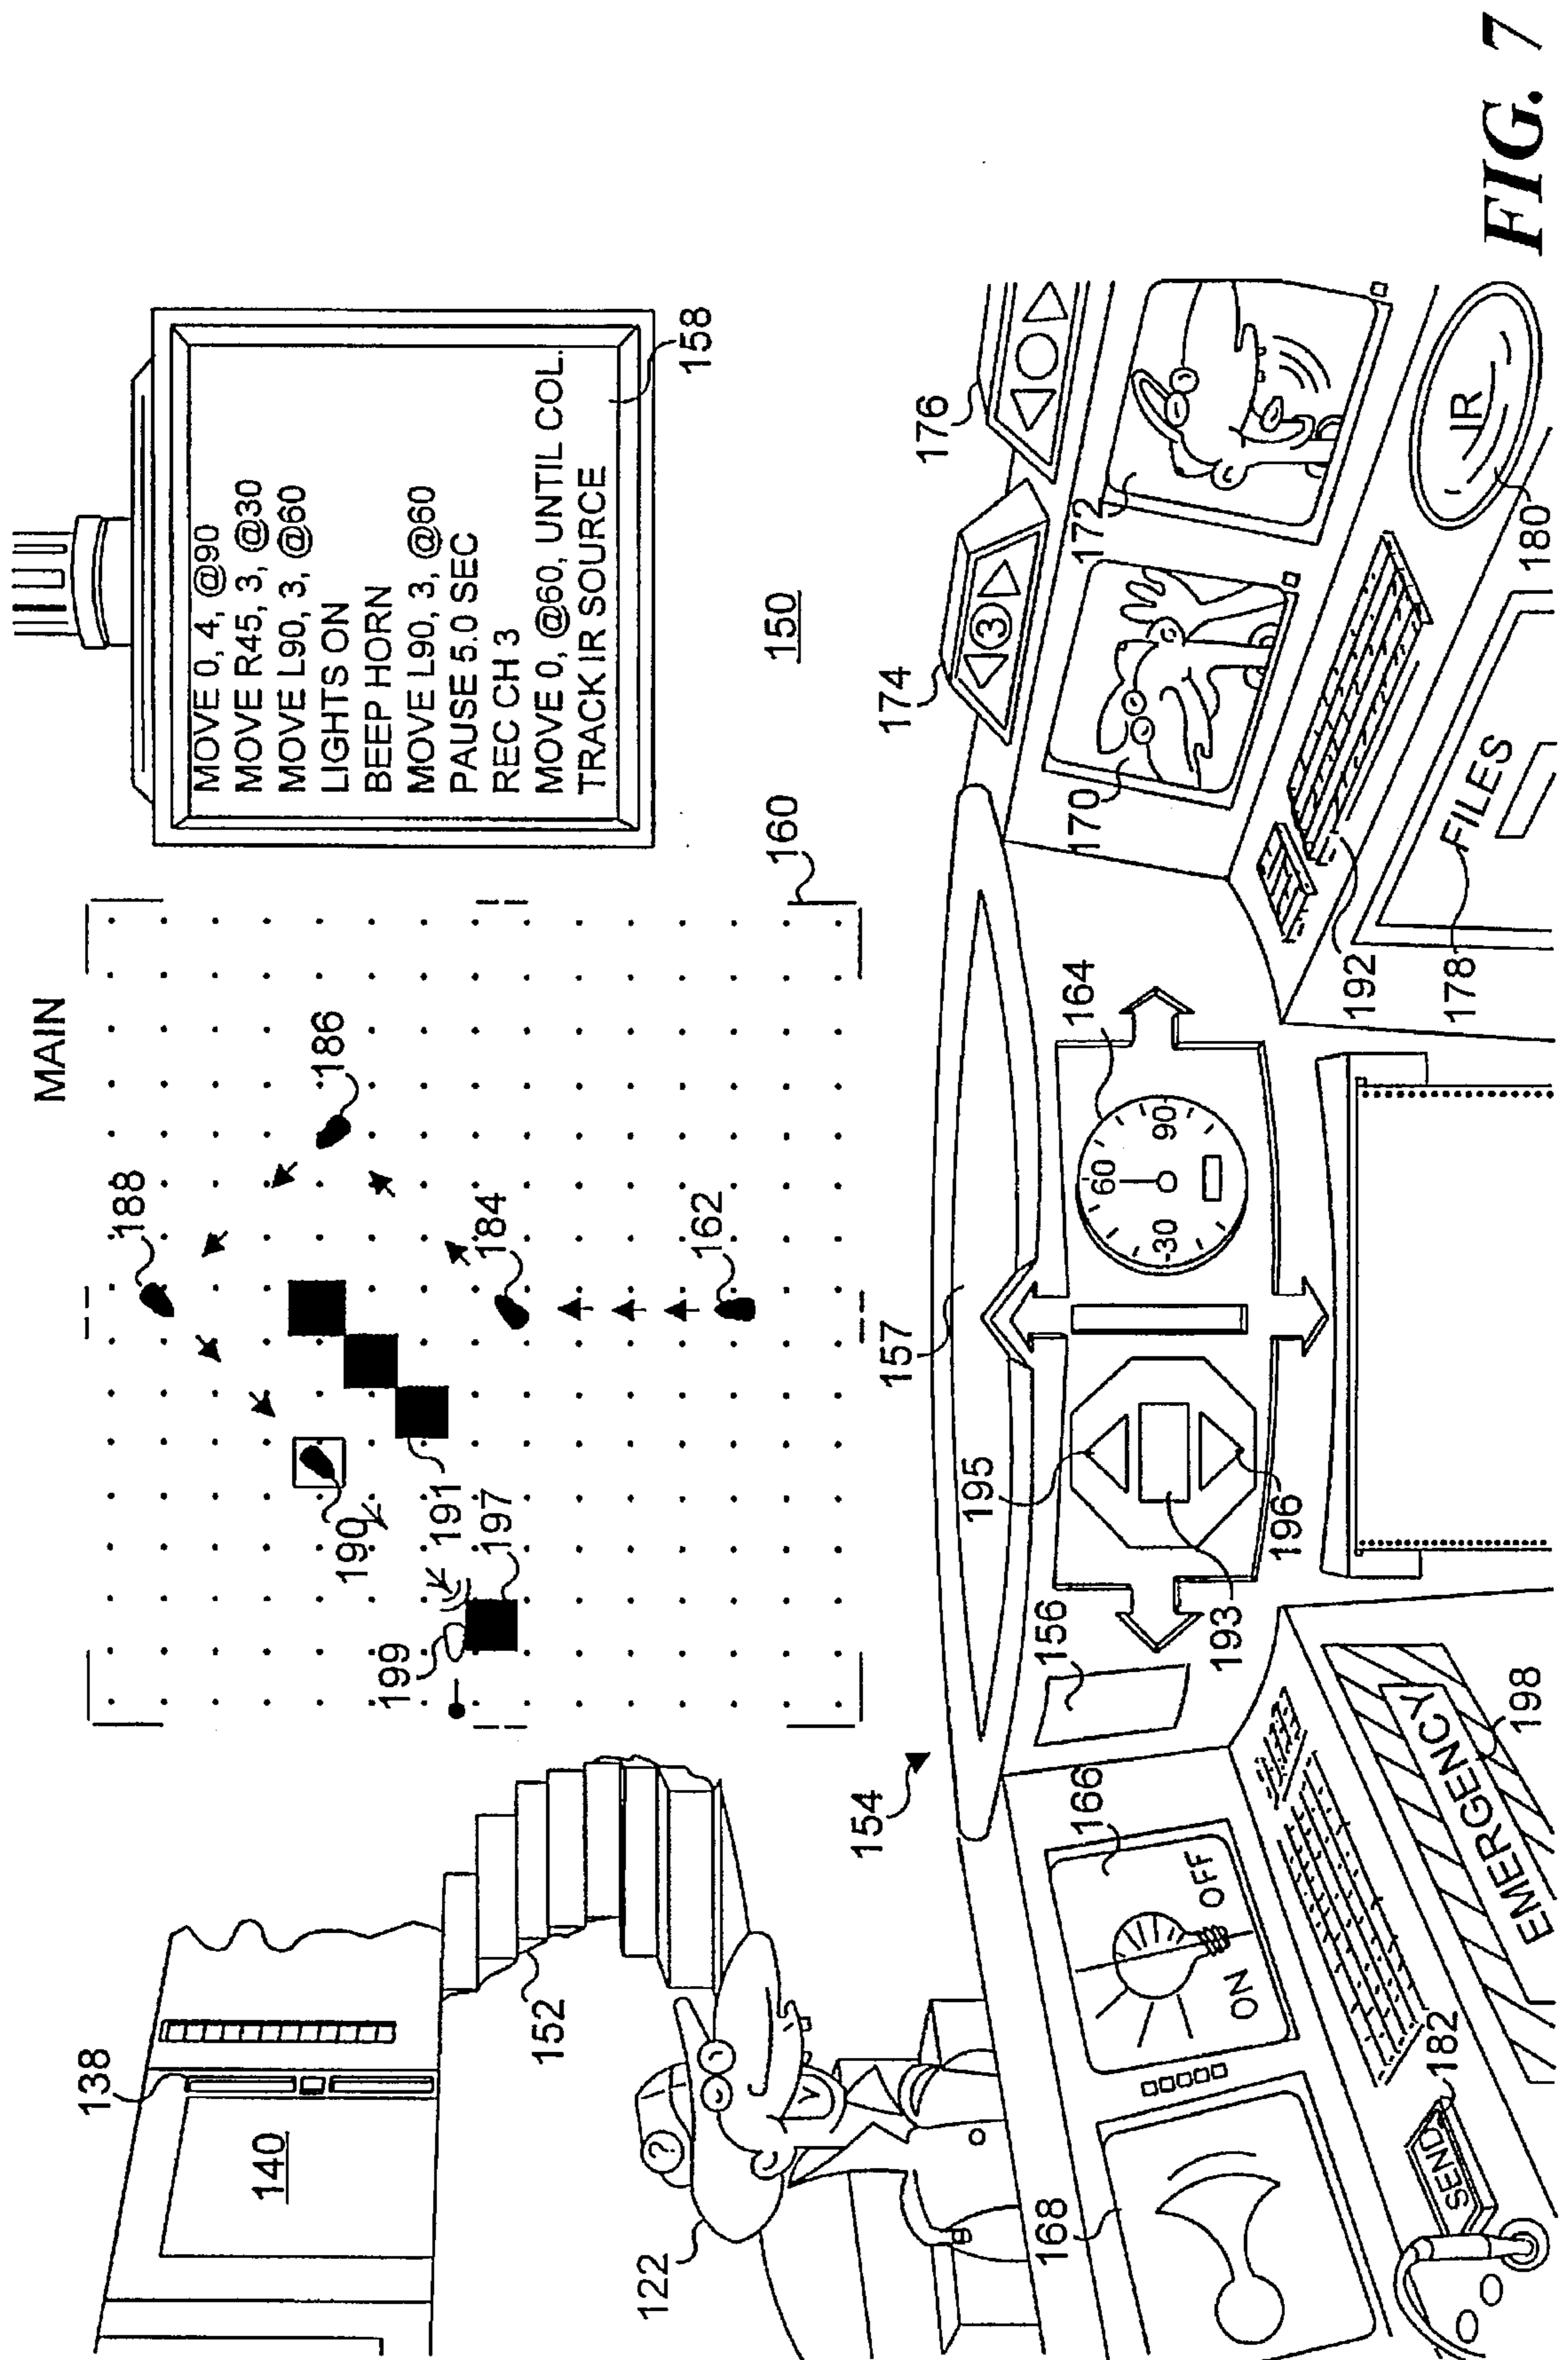 138
140
MAIN
188
186
184
162
190
191
197
199
160
MOVE 0, 4, @90
MOVE R45, 3, @30
MOVE L90, 3, @60
LIGHTS ON
BEEP HORN
MOVE L90, 3, @60
PAUSE 5.0 SEC
REC CH 3
MOVE 0, @60, UNTIL COL.
TRACK IR SOURCE
158
150
152
122
?
154
157
174
176
3
168
166
ON
OFF
156
195
193
196
164
30
60
90
170
172
SEND
182
EMERGENCY
198
192
178
FILES
IR
180
FIG. 7